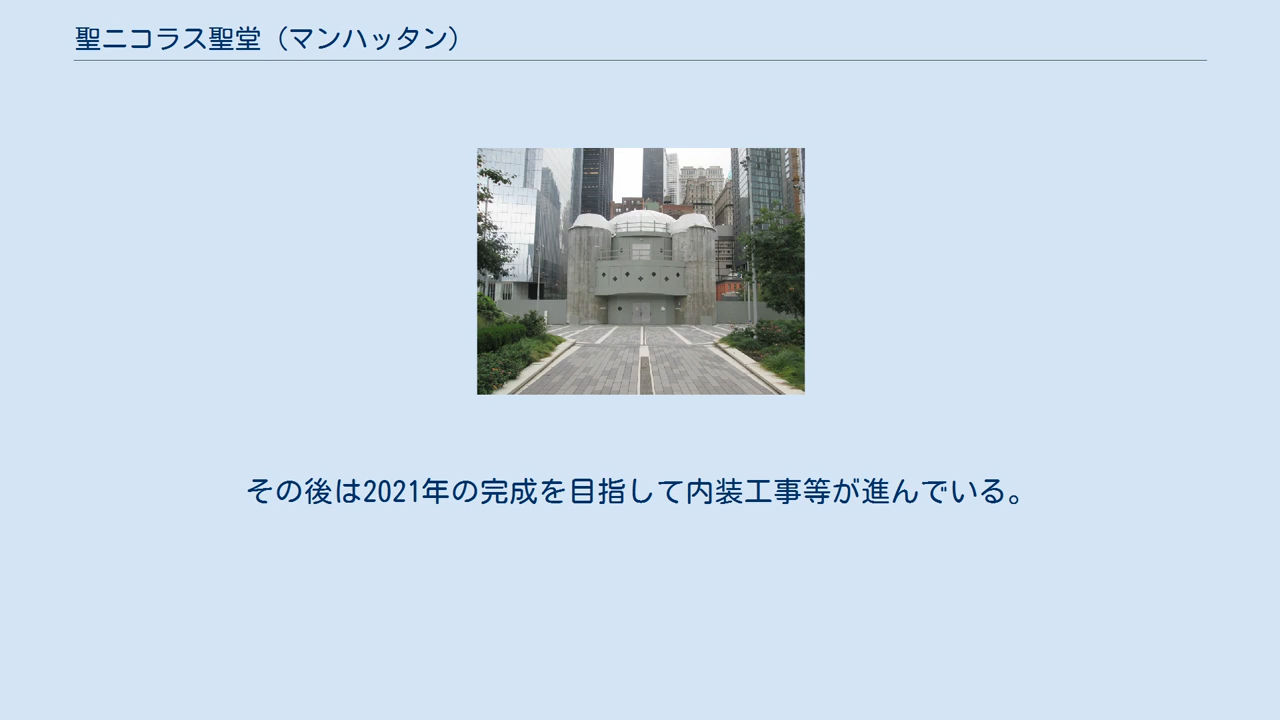 聖ニコラス聖堂（マンハッタン）
その後は2021年の完成を目指して内装工事等が進んでいる。